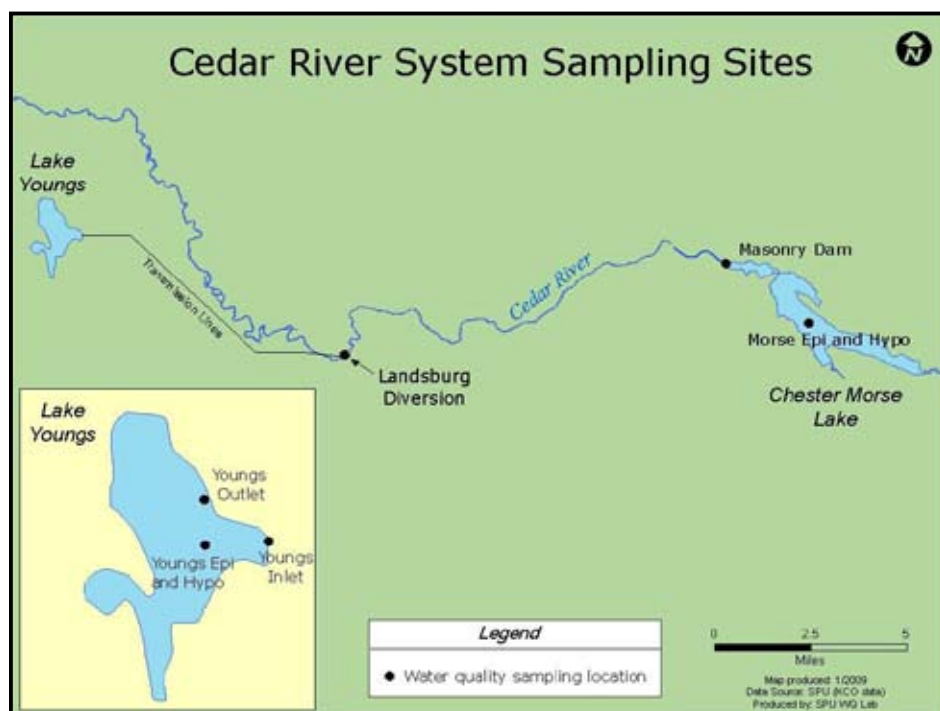 Cedar River System Sampling Sites
N
Lake
Youngs
Transmission Lines
Cedar River
Masonry Dam
Morse Epi and Hypo
Chester Morse
Lake
Landsburg
Diversion
Lake
Youngs
Youngs
Outlet
Youngs Epi
and Hypo
Youngs
Inlet
Legend
Water quality sampling location
0 2.5 5
Miles
Map produced: 1/2009
Data Source: SPU (KCO data)
Produced by: SPU WQ Lab